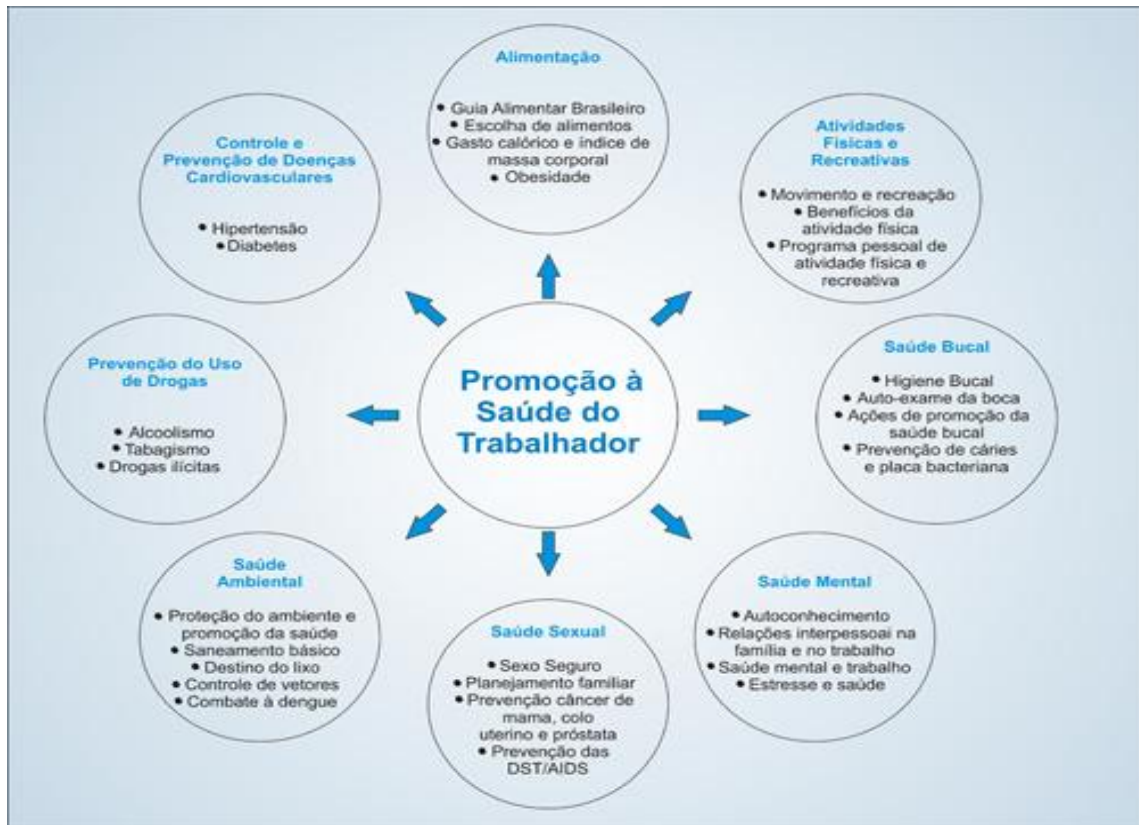 Alimentação
• Guia Alimentar Brasileiro
• Escolha de alimentos
• Gasto calórico e índice de
massa corporal
• Obesidade
Atividades
Físicas e
Recreativas
• Movimento e recreação
• Benefícios da
atividade física
• Programa pessoal de
atividade física e
recreativa
Saúde Bucal
• Higiene Bucal
• Auto-exame da boca
• Ações de promoção da
saúde bucal
• Prevenção de cáries
e placa bacteriana
Saúde Mental
• Autoconhecimento
• Relações interpessoai na
família e no trabalho
• Saúde mental e trabalho
• Estresse e saúde
Saúde Sexual
• Sexo Seguro
• Planejamento familiar
• Prevenção câncer de
mama, colo
uterino e próstata
• Prevenção das
DST/AIDS
Saúde
Ambiental
• Proteção do ambiente e
promoção da saúde
• Saneamento básico
• Destino do lixo
• Controle de vetores
• Combate à dengue
Prevenção do Uso
de Drogas
• Alcoolismo
• Tabagismo
• Drogas ilícitas
Controle e
Prevenção de Doenças
Cardiovasculares
• Hipertensão
• Diabetes
Promoção à
Saúde do
Trabalhador